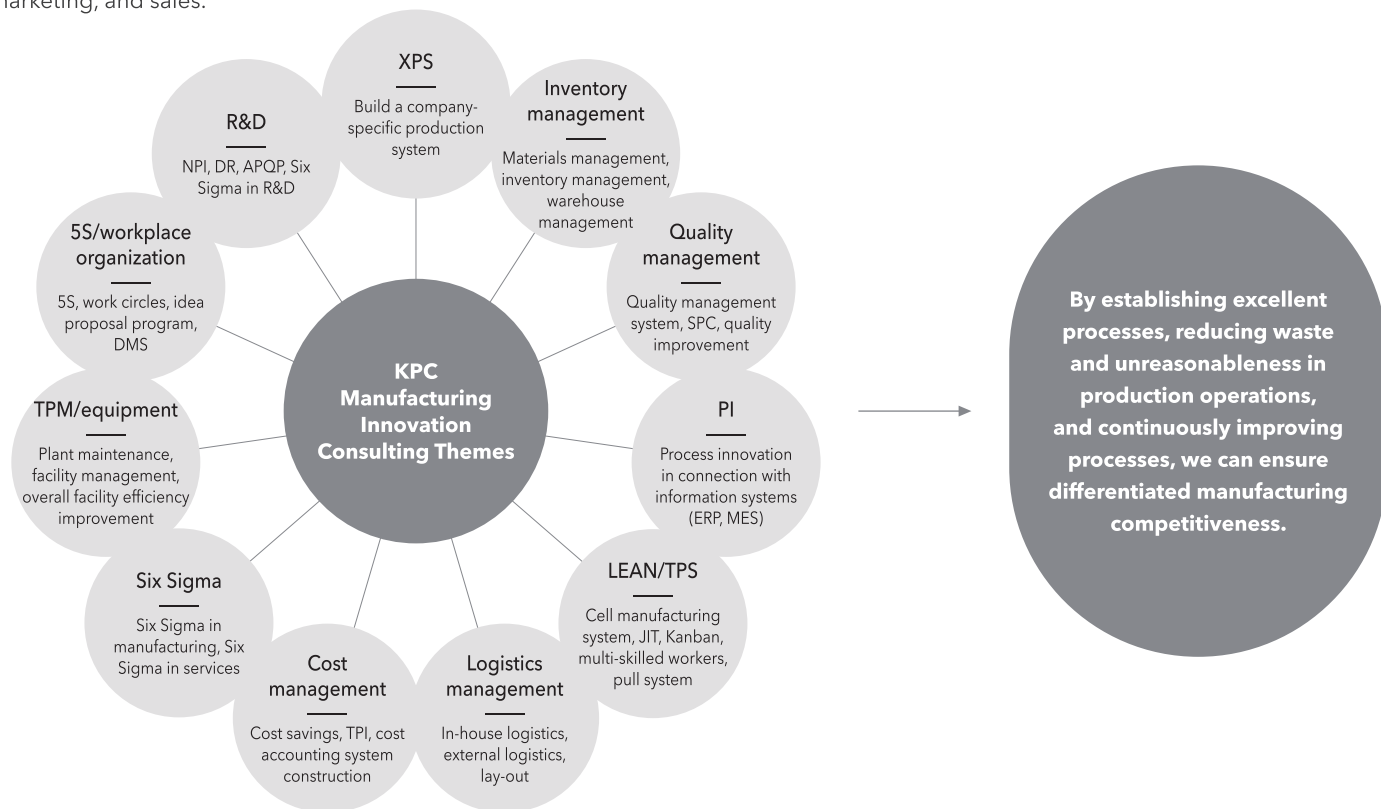 marketing, and sales.
XPS
Build a company-
specific production
system
Inventory
management
Materials management,
inventory management,
warehouse
management
Quality
management
Quality management
system, SPC, quality
improvement
PI
Process innovation
in connection with
information systems
(ERP, MES)
LEAN/TPS
Cell manufacturing
system, JIT, Kanban,
multi-skilled workers,
pull system
Logistics
management
In-house logistics,
external logistics,
lay-out
Cost
management
Cost savings, TPI, cost
accounting system
construction
Six Sigma
Six Sigma in
manufacturing, Six
Sigma in services
TPM/equipment
Plant maintenance,
facility management,
overall facility efficiency
improvement
5S/workplace
organization
5S, work circles, idea
proposal program,
DMS
R&D
NPI, DR, APQP, Six
Sigma in R&D
KPC
Manufacturing
Innovation
Consulting Themes
By establishing excellent
processes, reducing waste
and unreasonableness in
production operations,
and continuously improving
processes, we can ensure
differentiated manufacturing
competitiveness.